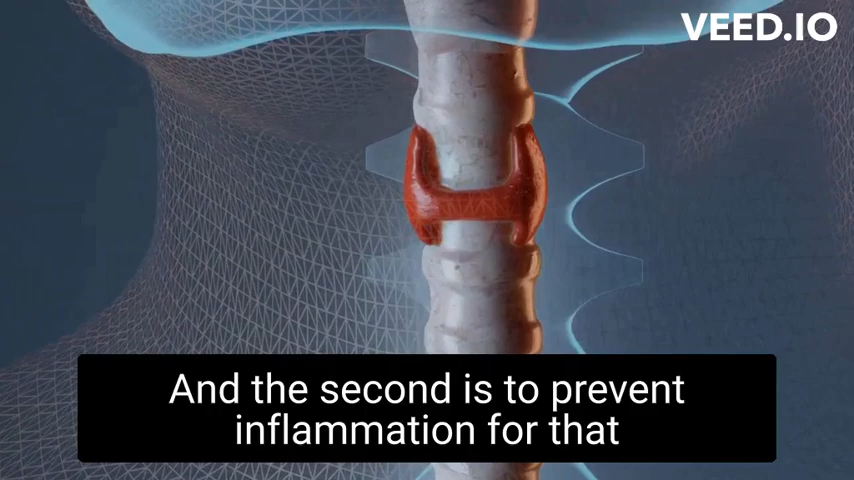 VEED.IO
And the second is to prevent
inflammation for that